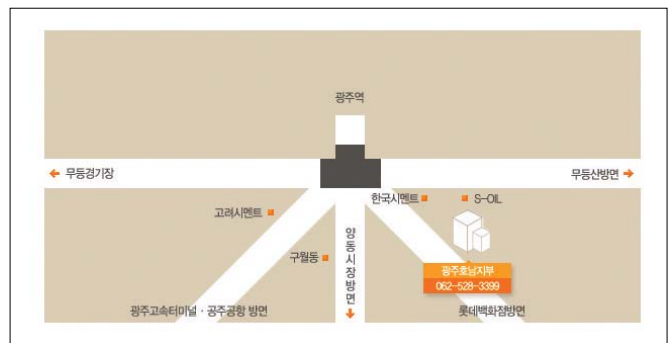 광주역
← 무등경기장
무등산방면 →
한국시멘트
S-OIL
고려시멘트
양동시장방면
구월동
광주호남지부
062-528-3399
광주고속터미널 · 공주공항 방면
롯데백화점방면